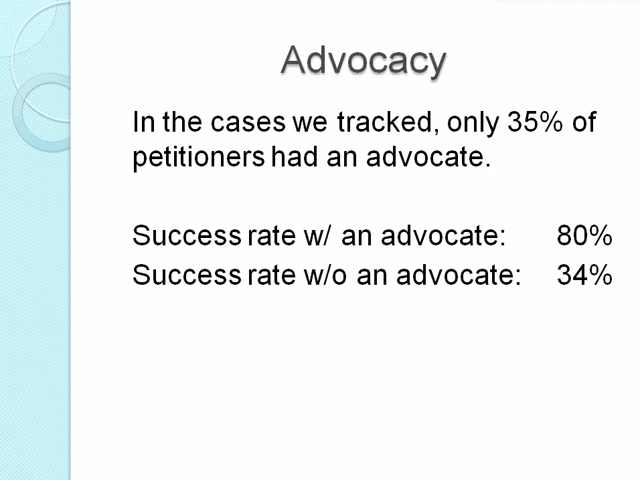 Advocacy
In the cases we tracked, only 35% of
petitioners had an advocate.
Success rate w/ an advocate: 80%
Success rate w/o an advocate: 34%